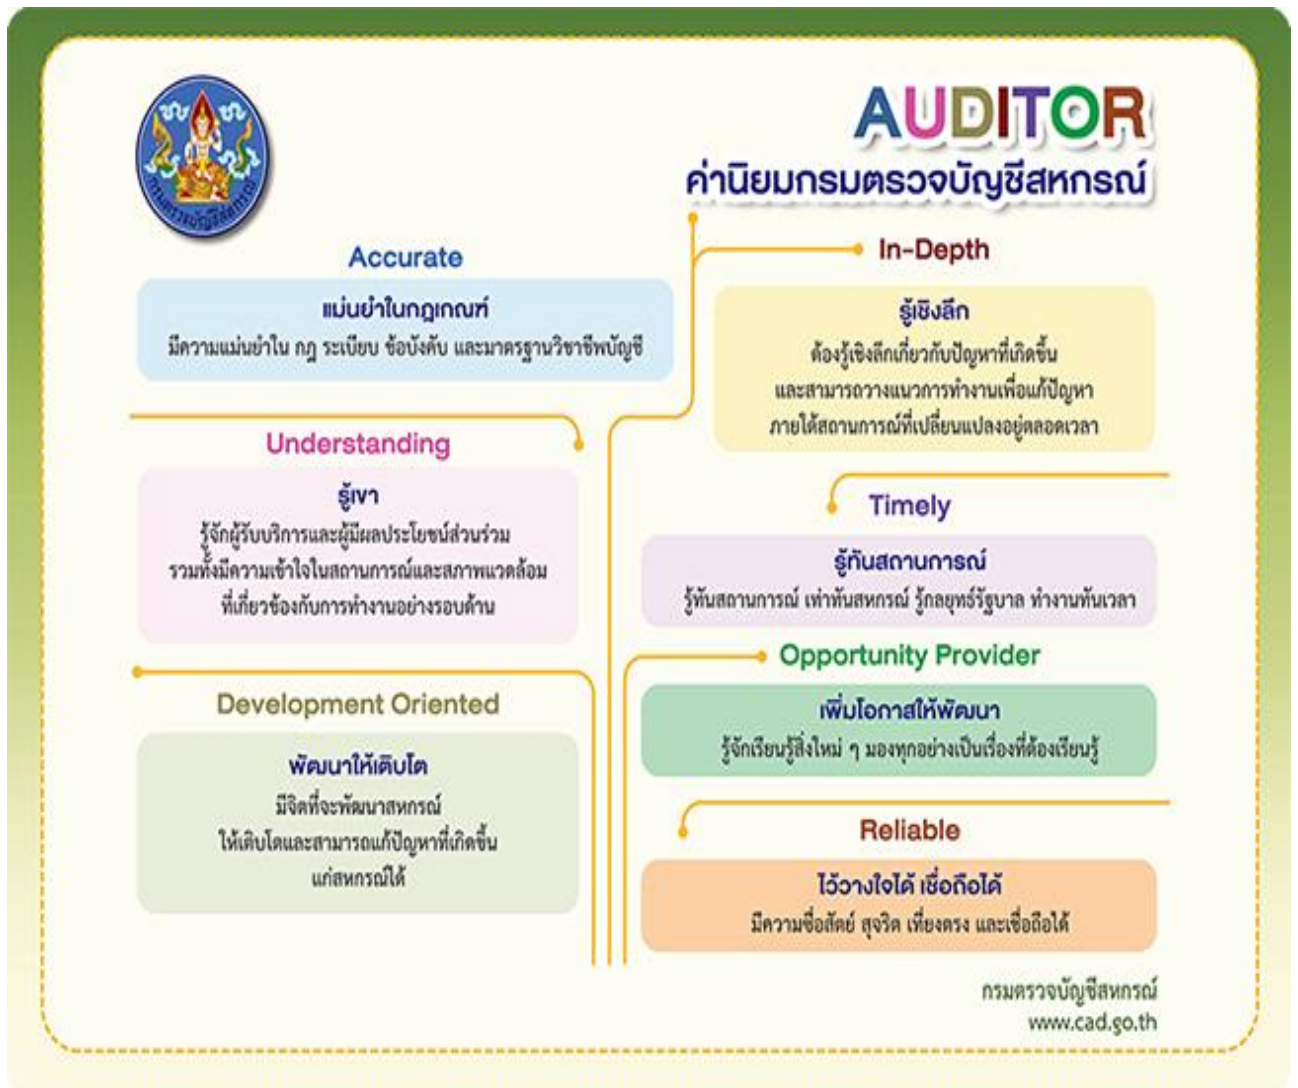 AUDITOR
ค่านิยมกรมตรวจบัญชีสหกรณ์
กรมตรวจบัญชีสหกรณ์
Accurate
แม่นยำในกฎเกณฑ์
มีความแม่นยำใน กฎ ระเบียบ ข้อบังคับ และมาตรฐานวิชาชีพบัญชี
Understanding
รู้เขา
รู้จักผู้รับบริการและผู้มีผลประโยชน์ส่วนร่วม
รวมทั้งมีความเข้าใจในสถานการณ์และสภาพแวดล้อม
ที่เกี่ยวข้องกับการทำงานอย่างรอบด้าน
Development Oriented
พัฒนาให้เติบโต
มีจิตที่จะพัฒนาสหกรณ์
ให้เติบโตและสามารถแก้ปัญหาที่เกิดขึ้น
แก่สหกรณ์ได้
In-Depth
รู้เชิงลึก
ต้องรู้เชิงลึกเกี่ยวกับปัญหาที่เกิดขึ้น
และสามารถวางแนวการทำงานเพื่อแก้ปัญหา
ภายใต้สถานการณ์ที่เปลี่ยนแปลงอยู่ตลอดเวลา
Timely
รู้ทันสถานการณ์
รู้ทันสถานการณ์ เท่าทันสหกรณ์ รู้กลยุทธ์รัฐบาล ทำงานทันเวลา
Opportunity Provider
เพิ่มโอกาสให้พัฒนา
รู้จักเรียนรู้สิ่งใหม่ ๆ มองทุกอย่างเป็นเรื่องที่ต้องเรียนรู้
Reliable
ไว้วางใจได้ เชื่อถือได้
มีความซื่อสัตย์ สุจริต เที่ยงตรง และเชื่อถือได้
กรมตรวจบัญชีสหกรณ์
www.cad.go.th